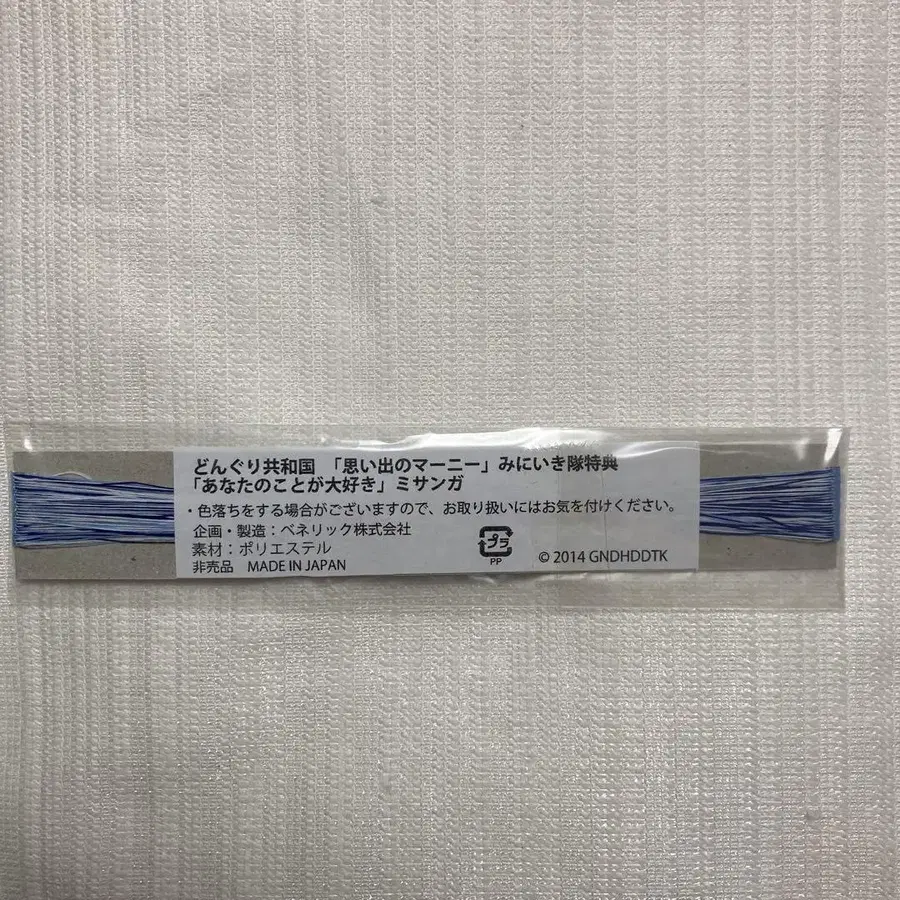 どんぐり共和国 「思い出のマーニー」みにいき隊特典
「あなたのことが大好き」ミサンガ
・色落ちをする場合がございますので、お取り扱いにはお気を付けください。
企画・製造：ベネリック株式会社
素材：ポリエステル
非売品 MADE IN JAPAN
プラ
PP
© 2014 GNDHDDTK